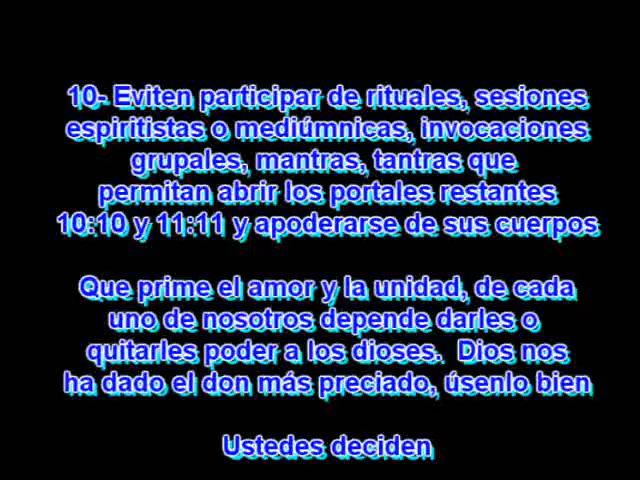 10- Eviten participar de rituales, sesiones
espiritistas o mediúmnicas, invocaciones
grupales, mantras, tantras que
permitan abrir los portales restantes
10:10 y 11:11 y apoderarse de sus cuerpos
Que prime el amor y la unidad, de cada
uno de nosotros depende darles o
quitarles poder a los dioses. Dios nos
ha dado el don más preciado, úsenlo bien
Ustedes deciden